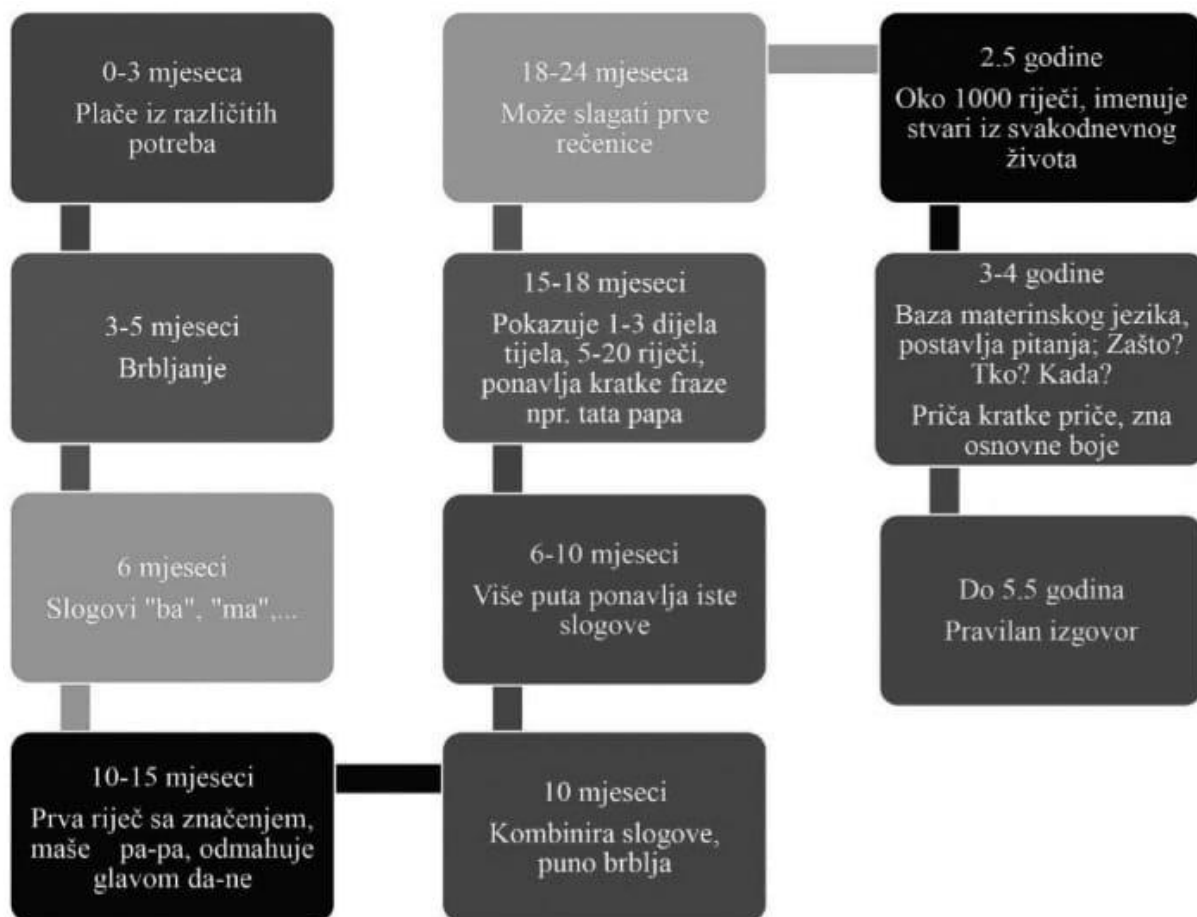 0-3 mjeseca
Plače iz različitih
potreba
3-5 mjeseci
Brbljanje
6 mjeseci
Slogovi "ba", "ma",...
10-15 mjeseci
Prva riječ sa značenjem,
maše pa-pa, odmahuje
glavom da-ne
10 mjeseci
Kombinira slogove,
puno brblja
6-10 mjeseci
Više puta ponavlja iste
slogove
15-18 mjeseci
Pokazuje 1-3 dijela
tijela, 5-20 riječi,
ponavlja kratke fraze
npr. tata papa
18-24 mjeseca
Može slagati prve
rečenice
2.5 godine
Oko 1000 riječi, imenuje
stvari iz svakodnevnog
života
3-4 godine
Baza materinskog jezika,
postavlja pitanja; Zašto?
Tko? Kada?
Priča kratke priče, zna
osnovne boje
Do 5.5 godina
Pravilan izgovor